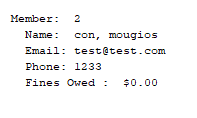 Member:  2
  Name:  con, mougios
  Email: test@test.com
  Phone: 1233
  Fines Owed :  $0.00